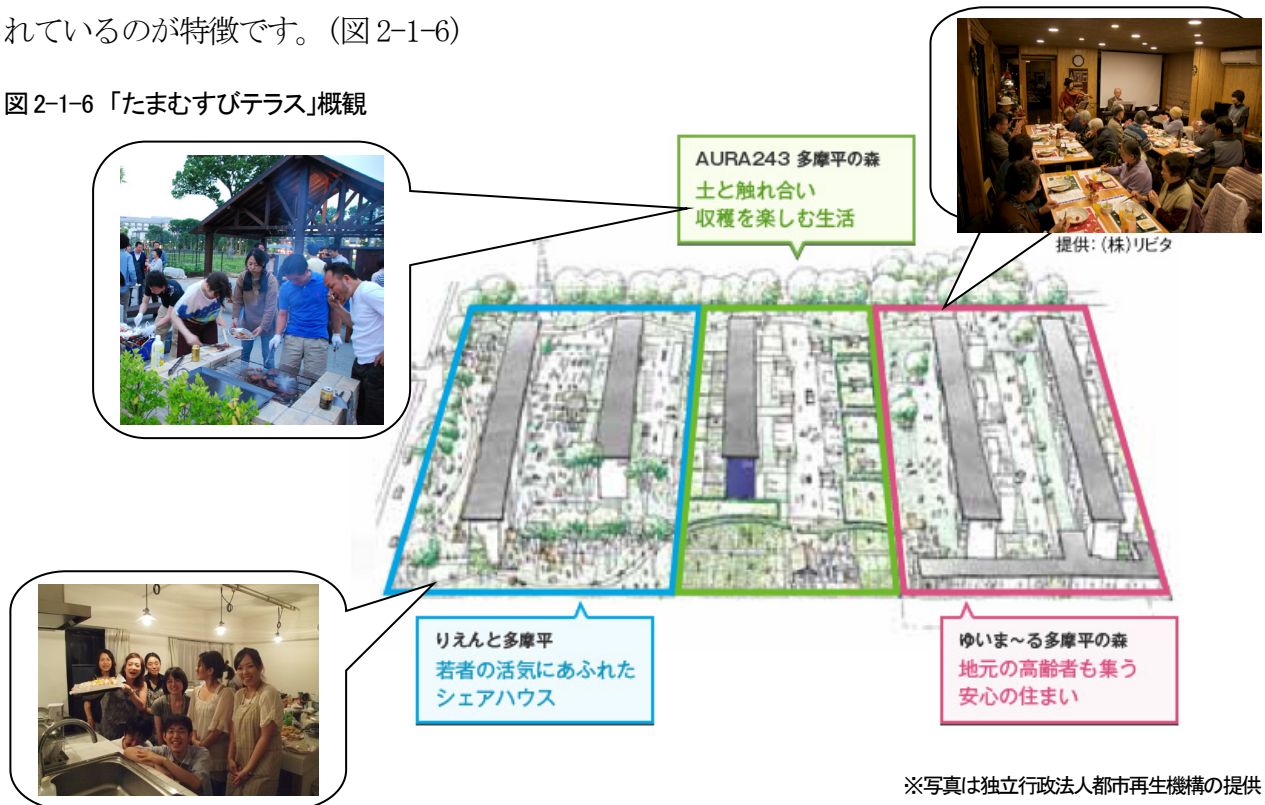 れているのが特徴です。(図 2-1-6)
図 2-1-6 「たまむすびテラス」概観
AURA243 多摩平の森
土と触れ合い
収穫を楽しむ生活
提供:(株)リビタ
りえんと多摩平
若者の活気にあふれた
シェアハウス
ゆいま~る多摩平の森
地元の高齢者も集う
安心の住まい
※写真は独立行政法人都市再生機構の提供